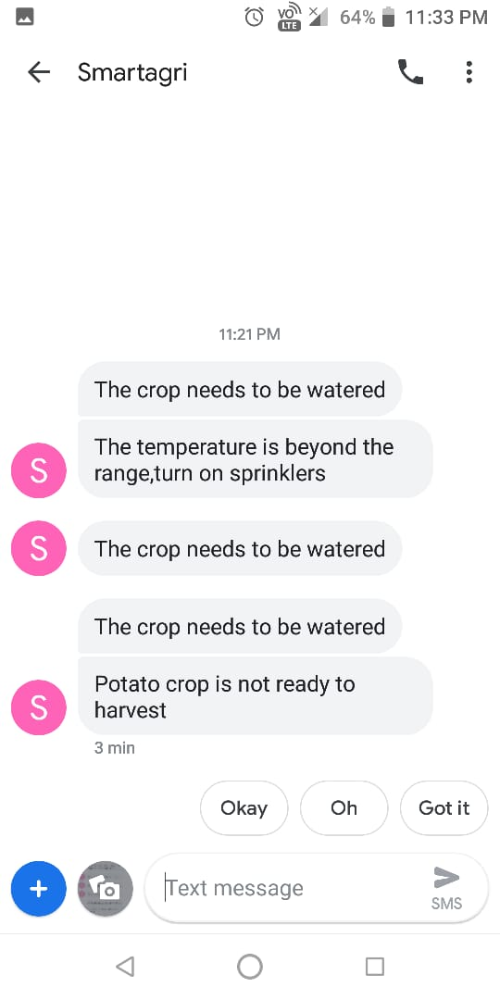 VO LTE 64% 11:33 PM
Smartagri
11:21 PM
The crop needs to be watered
The temperature is beyond the
range,turn on sprinklers
S
The crop needs to be watered
S
The crop needs to be watered
Potato crop is not ready to
harvest
S
3 min
Okay Oh Got it
Text message
SMS